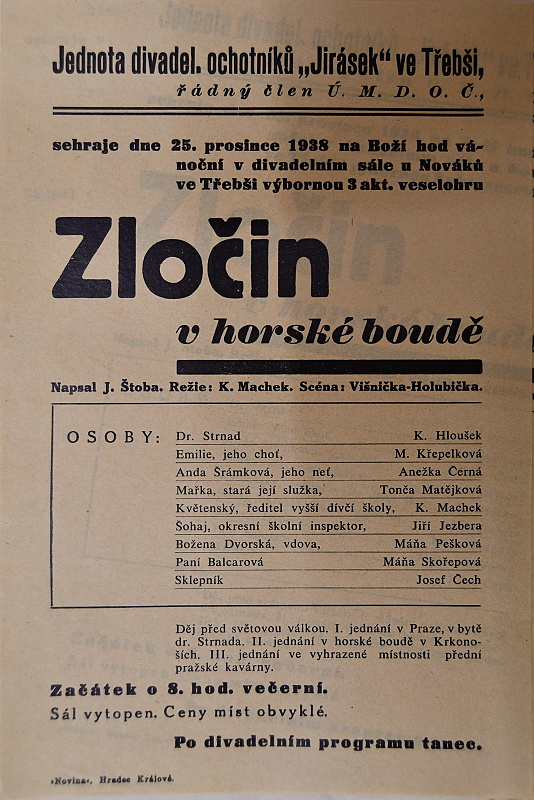 Jednota divadel. ochotníků „Jirásek“ ve Třebši,
řádný člen Ú. M. D. O. Č.,
sehraje dne 25. prosince 1938 na Boží hod vá-
noční v divadelním sále u Nováků
ve Třebši výbornou 3 akt. veselohru
Zločin
v horské boudě
Napsal J. Štoba. Režie: K. Machek. Scéna: Višnička-Holubička.
OSOBY:
Dr. Strnad K. Hloušek
Emilie, jeho choť, M. Křepelková
Anda Šrámková, jeho neť, Anežka Černá
Mařka, stará její služka, Tonča Matějková
Květenský, ředitel vyšší dívčí školy, K. Machek
Šohaj, okresní školní inspektor, Jiří Jezbera
Božena Dvorská, vdova, Máňa Pešková
Paní Balcarová Máňa Skořepová
Sklepník Josef Čech
Děj před světovou válkou. I. jednání v Praze, v bytě
dr. Strnada. II. jednání v horské boudě v Krkono-
ších. III. jednání ve vyhrazené místnosti přední
pražské kavárny.
Začátek o 8. hod. večerní.
Sál vytopen. Ceny míst obvyklé.
Po divadelním programu tanec.
»Novina«, Hradec Králové.